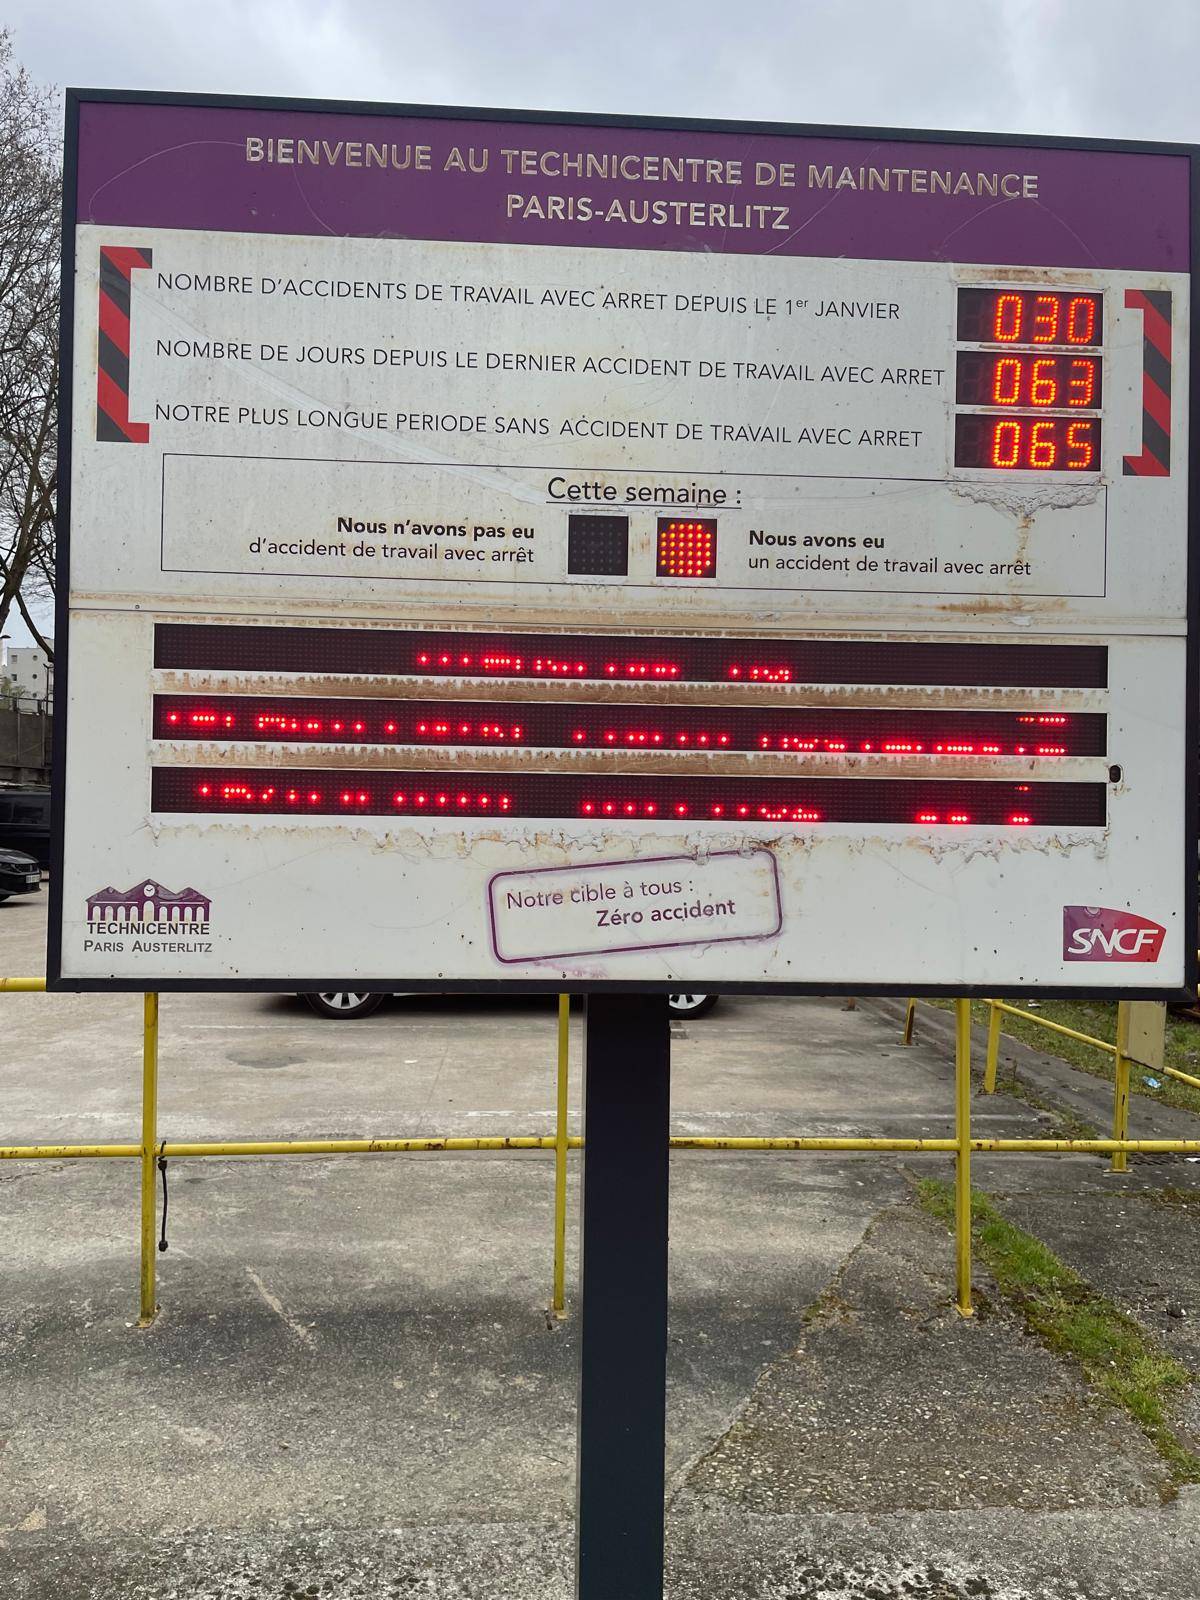 BIENVENUE AU TECHNICENTRE DE MAINTENANCE
PARIS-AUSTERLITZ
NOMBRE D'ACCIDENTS DE TRAVAIL AVEC ARRET DEPUIS LE 1er JANVIER 030
NOMBRE DE JOURS DEPUIS LE DERNIER ACCIDENT DE TRAVAIL AVEC ARRET 063
NOTRE PLUS LONGUE PERIODE SANS ACCIDENT DE TRAVAIL AVEC ARRET 065
Cette semaine :
Nous n'avons pas eu
d'accident de travail avec arrêt
Nous avons eu
un accident de travail avec arrêt
Notre cible à tous :
Zéro accident
TECHNICENTRE
PARIS AUSTERLITZ
SNCF